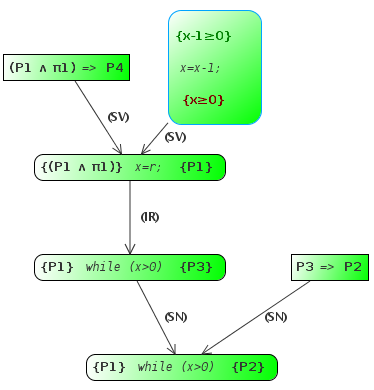 {x-1≥0}
x=x-1;
{x≥0}
(P1 ∧ π1) => P4
(SV)
(SV)
{(P1 ∧ π1)} x=r; {P1}
(IR)
{P1} while (x>0) {P3}
P3 => P2
(SN)
(SN)
{P1} while (x>0) {P2}